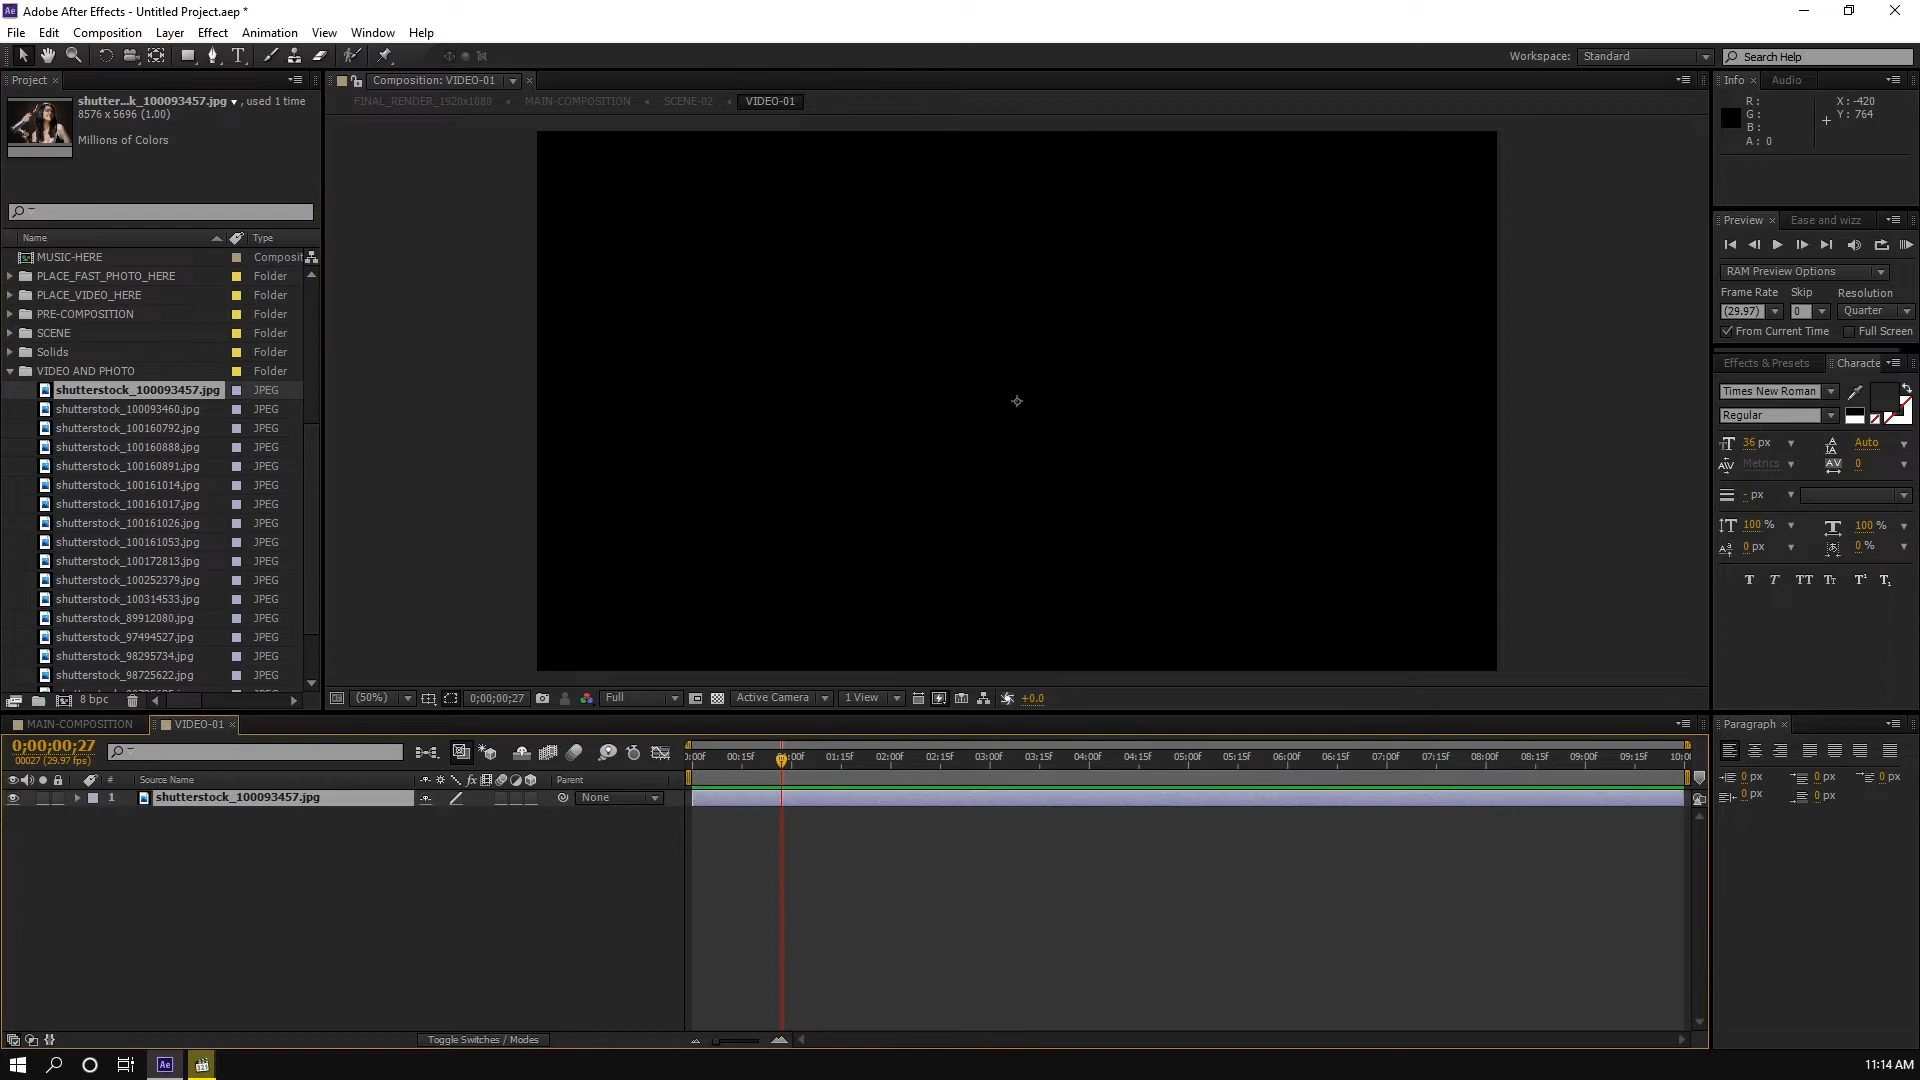 Adobe After Effects - Untitled Project.aep *
File Edit Composition Layer Effect Animation View Window Help
Workspace: Standard Search Help
Project
shutter...k_100093457.jpg , used 1 time
8576 x 5696 (1.00)
Millions of Colors
Name Type
MUSIC-HERE Composit
PLACE_FAST_PHOTO_HERE Folder
PLACE_VIDEO_HERE Folder
PRE-COMPOSITION Folder
SCENE Folder
Solids Folder
VIDEO AND PHOTO Folder
shutterstock_100093457.jpg JPEG
shutterstock_100093460.jpg JPEG
shutterstock_100160792.jpg JPEG
shutterstock_100160888.jpg JPEG
shutterstock_100160891.jpg JPEG
shutterstock_100161014.jpg JPEG
shutterstock_100161017.jpg JPEG
shutterstock_100161026.jpg JPEG
shutterstock_100161053.jpg JPEG
shutterstock_100172813.jpg JPEG
shutterstock_100252379.jpg JPEG
shutterstock_100314533.jpg JPEG
shutterstock_89912080.jpg JPEG
shutterstock_97494527.jpg JPEG
shutterstock_98295734.jpg JPEG
shutterstock_98725622.jpg JPEG
8 bpc
Composition: VIDEO-01
FINAL_RENDER_1920x1080 MAIN-COMPOSITION SCENE-02 VIDEO-01
(50%) 0;00;00;27 Full Active Camera 1 View +0.0
Info Audio
R : X : -420
G : Y : 764
B :
A : 0
Preview Ease and wizz
RAM Preview Options
Frame Rate Skip Resolution
(29.97) 0 Quarter
From Current Time Full Screen
Effects & Presets Characte
Times New Roman
Regular
36 px Auto
Metrics 0
- px
100 % 100 %
0 px 0 %
T T TT TT T¹ T₁
MAIN-COMPOSITION VIDEO-01
0;00;00;27
00027 (29.97 fps)
# Source Name fx Parent
1 shutterstock_100093457.jpg None
0:00f 00:15f :00f 01:15f 02:00f 02:15f 03:00f 03:15f 04:00f 04:15f 05:00f 05:15f 06:00f 06:15f 07:00f 07:15f 08:00f 08:15f 09:00f 09:15f 10:0
Toggle Switches / Modes
Paragraph
0 px 0 px 0 px
0 px 0 px
Ae
11:14 AM